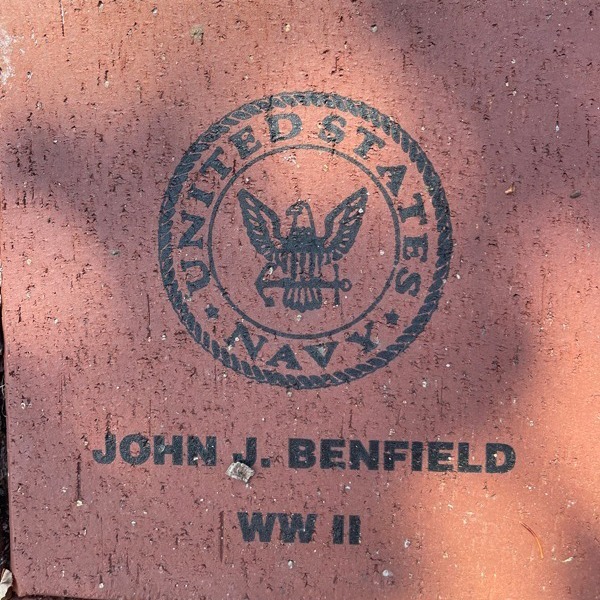 UNITED STATES
NAVY
JOHN J. BENFIELD
WW II